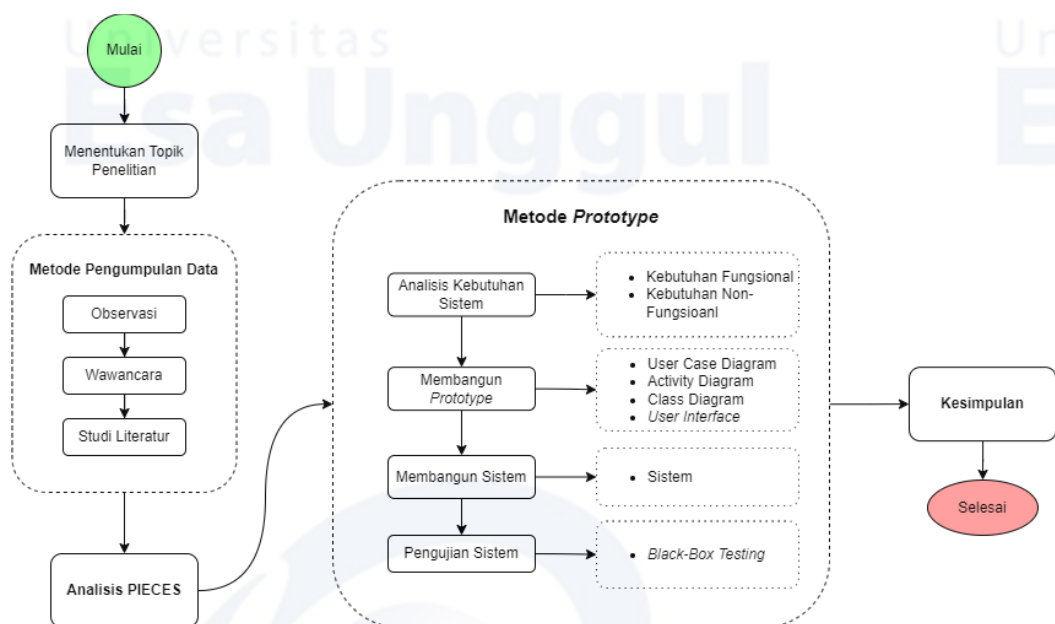 Universitas
Esa Unggul
Un
E
Mulai
Menentukan Topik
Penelitian
Metode Pengumpulan Data
Observasi
Wawancara
Studi Literatur
Analisis PIECES
Metode Prototype
Analisis Kebutuhan
Sistem
• Kebutuhan Fungsional
• Kebutuhan Non-
Fungsioanl
Membangun
Prototype
• User Case Diagram
• Activity Diagram
• Class Diagram
• User Interface
Membangun Sistem
• Sistem
Pengujian Sistem
• Black-Box Testing
Kesimpulan
Selesai